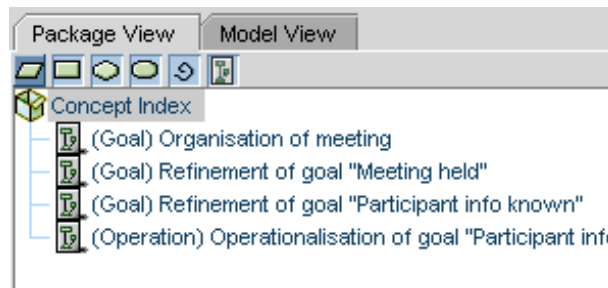 Package View Model View
Concept Index
(Goal) Organisation of meeting
(Goal) Refinement of goal "Meeting held"
(Goal) Refinement of goal "Participant info known"
(Operation) Operationalisation of goal "Participant info